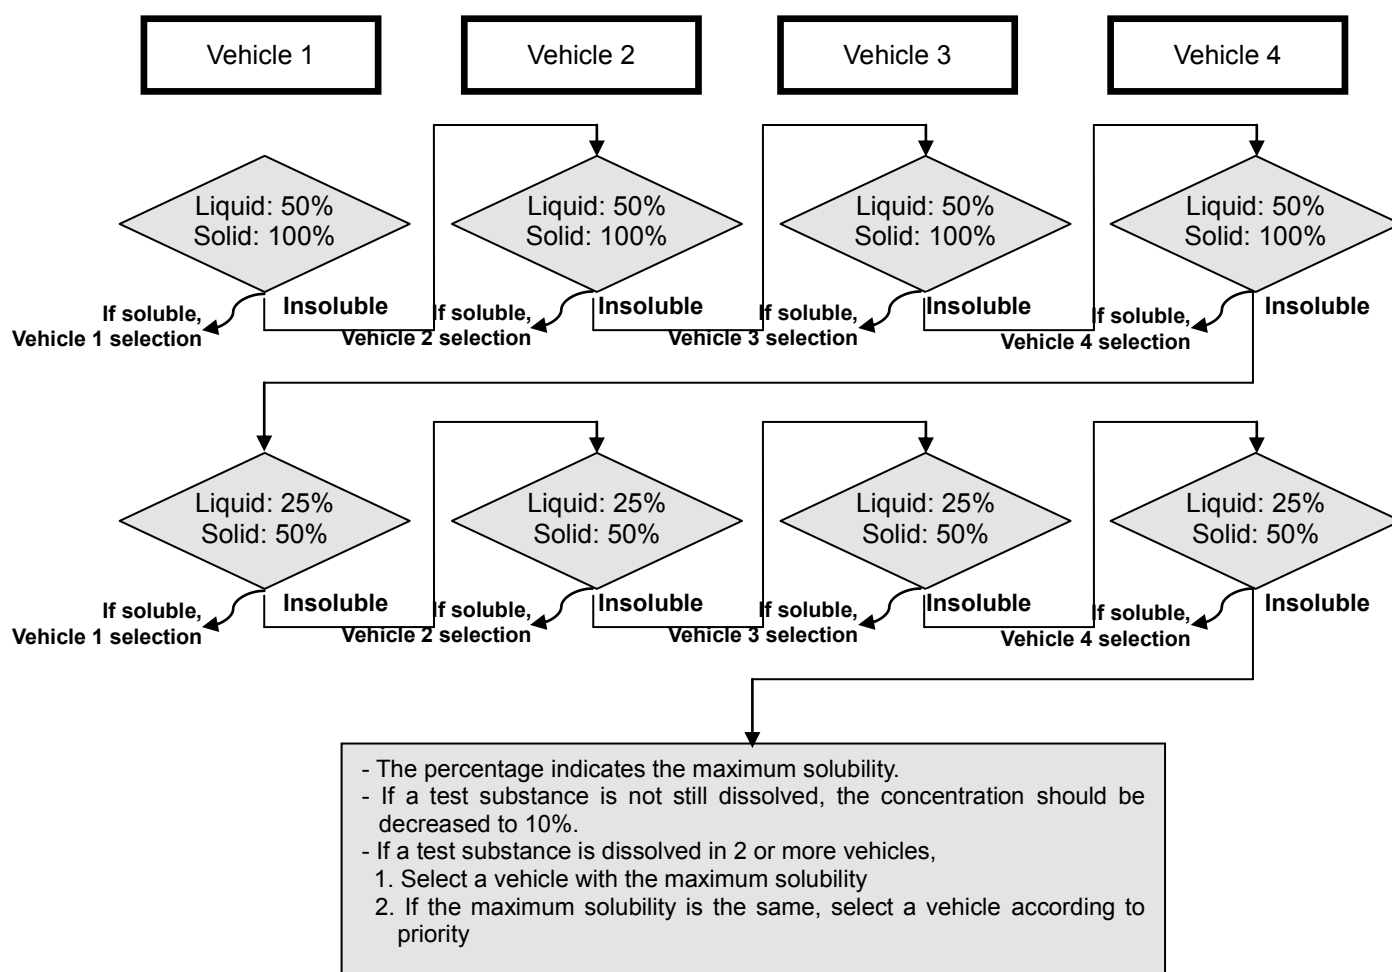 Vehicle 1
Vehicle 2
Vehicle 3
Vehicle 4
Liquid: 50%
Solid: 100%
Liquid: 50%
Solid: 100%
Liquid: 50%
Solid: 100%
Liquid: 50%
Solid: 100%
If soluble,
Vehicle 1 selection
Insoluble
If soluble,
Vehicle 2 selection
Insoluble
If soluble,
Vehicle 3 selection
Insoluble
If soluble,
Vehicle 4 selection
Insoluble
Liquid: 25%
Solid: 50%
Liquid: 25%
Solid: 50%
Liquid: 25%
Solid: 50%
Liquid: 25%
Solid: 50%
If soluble,
Vehicle 1 selection
Insoluble
If soluble,
Vehicle 2 selection
Insoluble
If soluble,
Vehicle 3 selection
Insoluble
If soluble,
Vehicle 4 selection
Insoluble
- The percentage indicates the maximum solubility.
- If a test substance is not still dissolved, the concentration should be
decreased to 10%.
- If a test substance is dissolved in 2 or more vehicles,
1. Select a vehicle with the maximum solubility
2. If the maximum solubility is the same, select a vehicle according to
priority